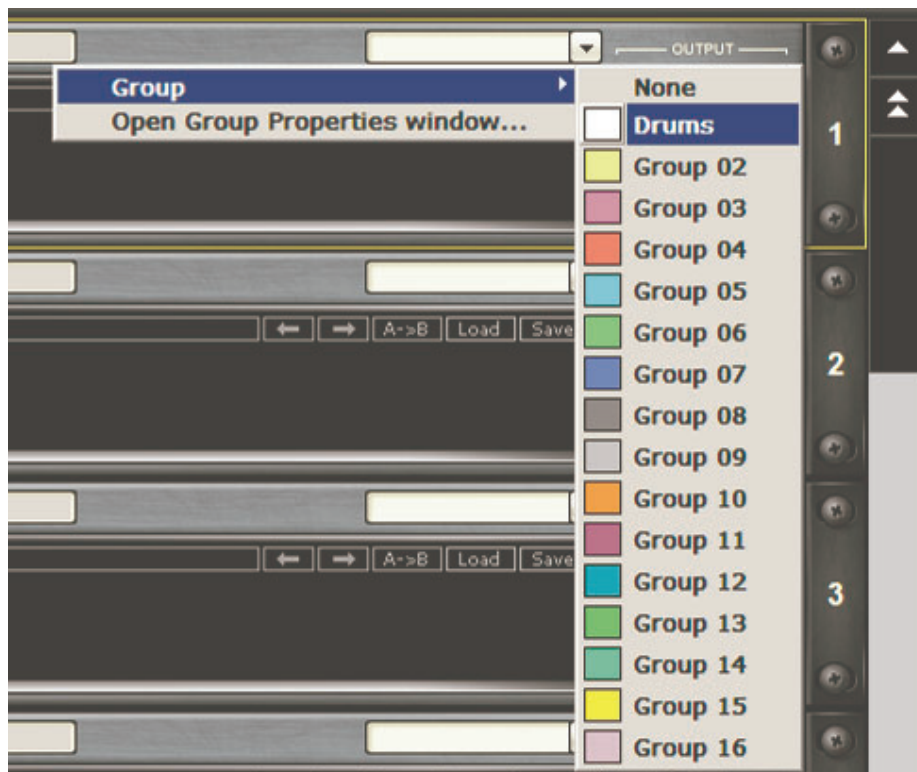 OUTPUT
Group
Open Group Properties window...
None
Drums
Group 02
Group 03
Group 04
Group 05
Group 06
Group 07
Group 08
Group 09
Group 10
Group 11
Group 12
Group 13
Group 14
Group 15
Group 16
1
A->B Load Save
2
A->B Load Save
3